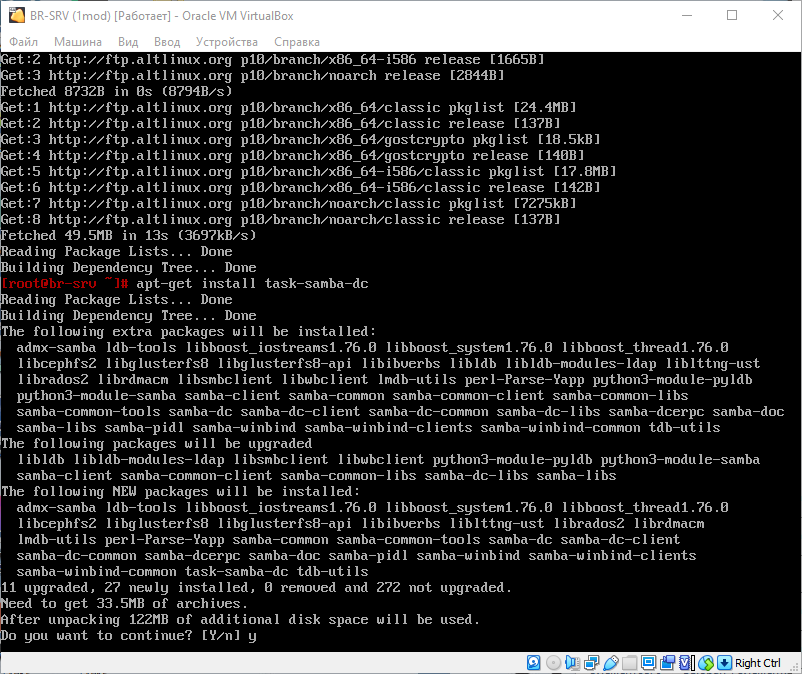 BR-SRV (1mod) [Работает] - Oracle VM VirtualBox
Файл Машина Вид Ввод Устройства Справка
Get:2 http://ftp.altlinux.org p10/branch/x86_64-i586 release [1665B]
Get:3 http://ftp.altlinux.org p10/branch/noarch release [2844B]
Fetched 8732B in 0s (8794B/s)
Get:1 http://ftp.altlinux.org p10/branch/x86_64/classic pkglist [24.4MB]
Get:2 http://ftp.altlinux.org p10/branch/x86_64/classic release [137B]
Get:3 http://ftp.altlinux.org p10/branch/x86_64/gostcrypto pkglist [18.5kB]
Get:4 http://ftp.altlinux.org p10/branch/x86_64/gostcrypto release [140B]
Get:5 http://ftp.altlinux.org p10/branch/x86_64-i586/classic pkglist [17.8MB]
Get:6 http://ftp.altlinux.org p10/branch/x86_64-i586/classic release [142B]
Get:7 http://ftp.altlinux.org p10/branch/noarch/classic pkglist [7275kB]
Get:8 http://ftp.altlinux.org p10/branch/noarch/classic release [137B]
Fetched 49.5MB in 13s (3697kB/s)
Reading Package Lists... Done
Building Dependency Tree... Done
[root@br-srv ~]# apt-get install task-samba-dc
Reading Package Lists... Done
Building Dependency Tree... Done
The following extra packages will be installed:
admx-samba ldb-tools libboost_iostreams1.76.0 libboost_system1.76.0 libboost_thread1.76.0
libcephfs2 libglusterfs8 libglusterfs8-api libibverbs libldb libldb-modules-ldap liblttng-ust
librados2 librdmacm libsmbclient libwbclient lmdb-utils perl-Parse-Yapp python3-module-pyldb
python3-module-samba samba-client samba-common samba-common-client samba-common-libs
samba-common-tools samba-dc samba-dc-client samba-dc-common samba-dc-libs samba-dcerpc samba-doc
samba-libs samba-pidl samba-winbind samba-winbind-clients samba-winbind-common tdb-utils
The following packages will be upgraded
libldb libldb-modules-ldap libsmbclient libwbclient python3-module-pyldb python3-module-samba
samba-client samba-common-client samba-common-libs samba-dc-libs samba-libs
The following NEW packages will be installed:
admx-samba ldb-tools libboost_iostreams1.76.0 libboost_system1.76.0 libboost_thread1.76.0
libcephfs2 libglusterfs8 libglusterfs8-api libibverbs liblttng-ust librados2 librdmacm
lmdb-utils perl-Parse-Yapp samba-common samba-common-tools samba-dc samba-dc-client
samba-dc-common samba-dcerpc samba-doc samba-pidl samba-winbind samba-winbind-clients
samba-winbind-common task-samba-dc tdb-utils
11 upgraded, 27 newly installed, 0 removed and 272 not upgraded.
Need to get 33.5MB of archives.
After unpacking 122MB of additional disk space will be used.
Do you want to continue? [Y/n] y
Right Ctrl